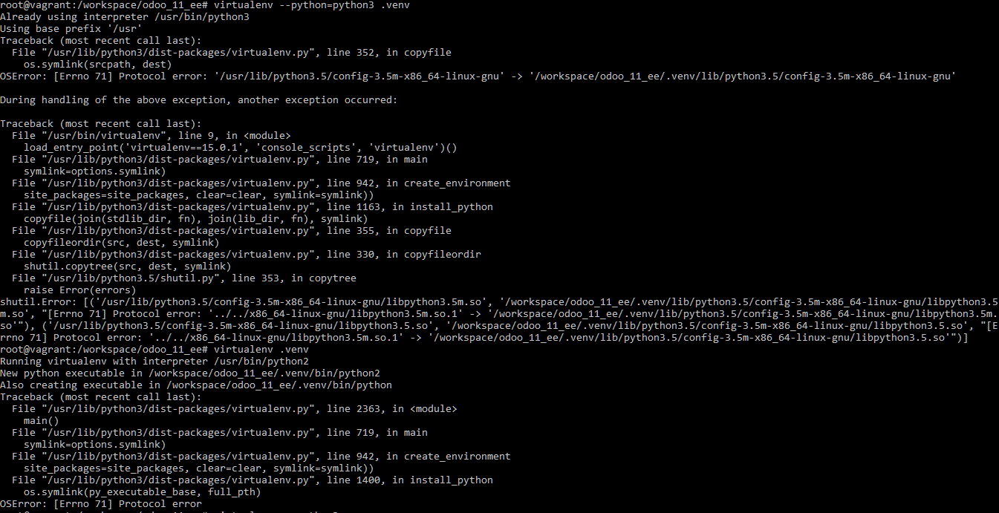 root@vagrant:/workspace/odoo_11_ee# virtualenv --python=python3 .venv
Already using interpreter /usr/bin/python3
Using base prefix '/usr'
Traceback (most recent call last):
  File "/usr/lib/python3/dist-packages/virtualenv.py", line 352, in copyfile
    os.symlink(srcpath, dest)
OSError: [Errno 71] Protocol error: '/usr/lib/python3.5/config-3.5m-x86_64-linux-gnu' -> '/workspace/odoo_11_ee/.venv/lib/python3.5/config-3.5m-x86_64-linux-gnu'

During handling of the above exception, another exception occurred:

Traceback (most recent call last):
  File "/usr/bin/virtualenv", line 9, in <module>
    load_entry_point('virtualenv==15.0.1', 'console_scripts', 'virtualenv')()
  File "/usr/lib/python3/dist-packages/virtualenv.py", line 719, in main
    symlink=options.symlink)
  File "/usr/lib/python3/dist-packages/virtualenv.py", line 942, in create_environment
    site_packages=site_packages, clear=clear, symlink=symlink))
  File "/usr/lib/python3/dist-packages/virtualenv.py", line 1163, in install_python
    copyfile(join(stdlib_dir, fn), join(lib_dir, fn), symlink)
  File "/usr/lib/python3/dist-packages/virtualenv.py", line 355, in copyfile
    copyfileordir(src, dest, symlink)
  File "/usr/lib/python3/dist-packages/virtualenv.py", line 330, in copyfileordir
    shutil.copytree(src, dest, symlink)
  File "/usr/lib/python3.5/shutil.py", line 353, in copytree
    raise Error(errors)
shutil.Error: [('/usr/lib/python3.5/config-3.5m-x86_64-linux-gnu/libpython3.5m.so', '/workspace/odoo_11_ee/.venv/lib/python3.5/config-3.5m-x86_64-linux-gnu/libpython3.5
m.so', "[Errno 71] Protocol error: '../../x86_64-linux-gnu/libpython3.5m.so.1' -> '/workspace/odoo_11_ee/.venv/lib/python3.5/config-3.5m-x86_64-linux-gnu/libpython3.5m.
so'"), ('/usr/lib/python3.5/config-3.5m-x86_64-linux-gnu/libpython3.5.so', '/workspace/odoo_11_ee/.venv/lib/python3.5/config-3.5m-x86_64-linux-gnu/libpython3.5.so', "[E
rrno 71] Protocol error: '../../x86_64-linux-gnu/libpython3.5m.so.1' -> '/workspace/odoo_11_ee/.venv/lib/python3.5/config-3.5m-x86_64-linux-gnu/libpython3.5.so'")]
root@vagrant:/workspace/odoo_11_ee# virtualenv .venv
Running virtualenv with interpreter /usr/bin/python2
New python executable in /workspace/odoo_11_ee/.venv/bin/python2
Also creating executable in /workspace/odoo_11_ee/.venv/bin/python
Traceback (most recent call last):
  File "/usr/lib/python3/dist-packages/virtualenv.py", line 2363, in <module>
    main()
  File "/usr/lib/python3/dist-packages/virtualenv.py", line 719, in main
    symlink=options.symlink)
  File "/usr/lib/python3/dist-packages/virtualenv.py", line 942, in create_environment
    site_packages=site_packages, clear=clear, symlink=symlink))
  File "/usr/lib/python3/dist-packages/virtualenv.py", line 1400, in install_python
    os.symlink(py_executable_base, full_pth)
OSError: [Errno 71] Protocol error